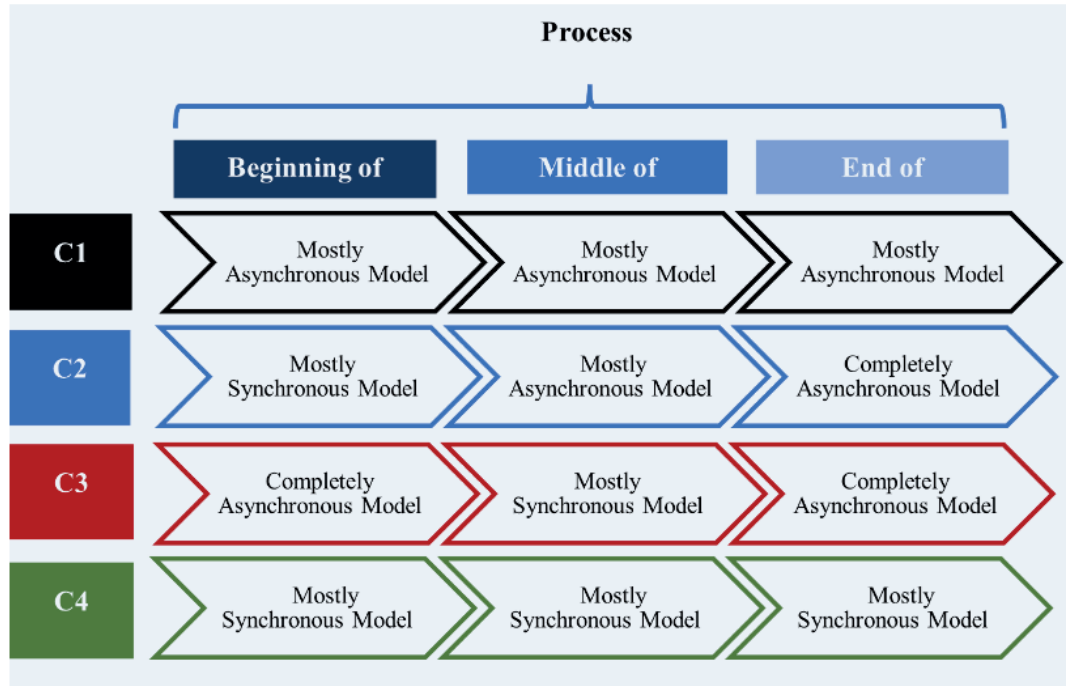 Process
Beginning of
Middle of
End of
C1
Mostly
Asynchronous Model
Mostly
Asynchronous Model
Mostly
Asynchronous Model
C2
Mostly
Synchronous Model
Mostly
Asynchronous Model
Completely
Asynchronous Model
C3
Completely
Asynchronous Model
Mostly
Synchronous Model
Completely
Asynchronous Model
C4
Mostly
Synchronous Model
Mostly
Synchronous Model
Mostly
Synchronous Model